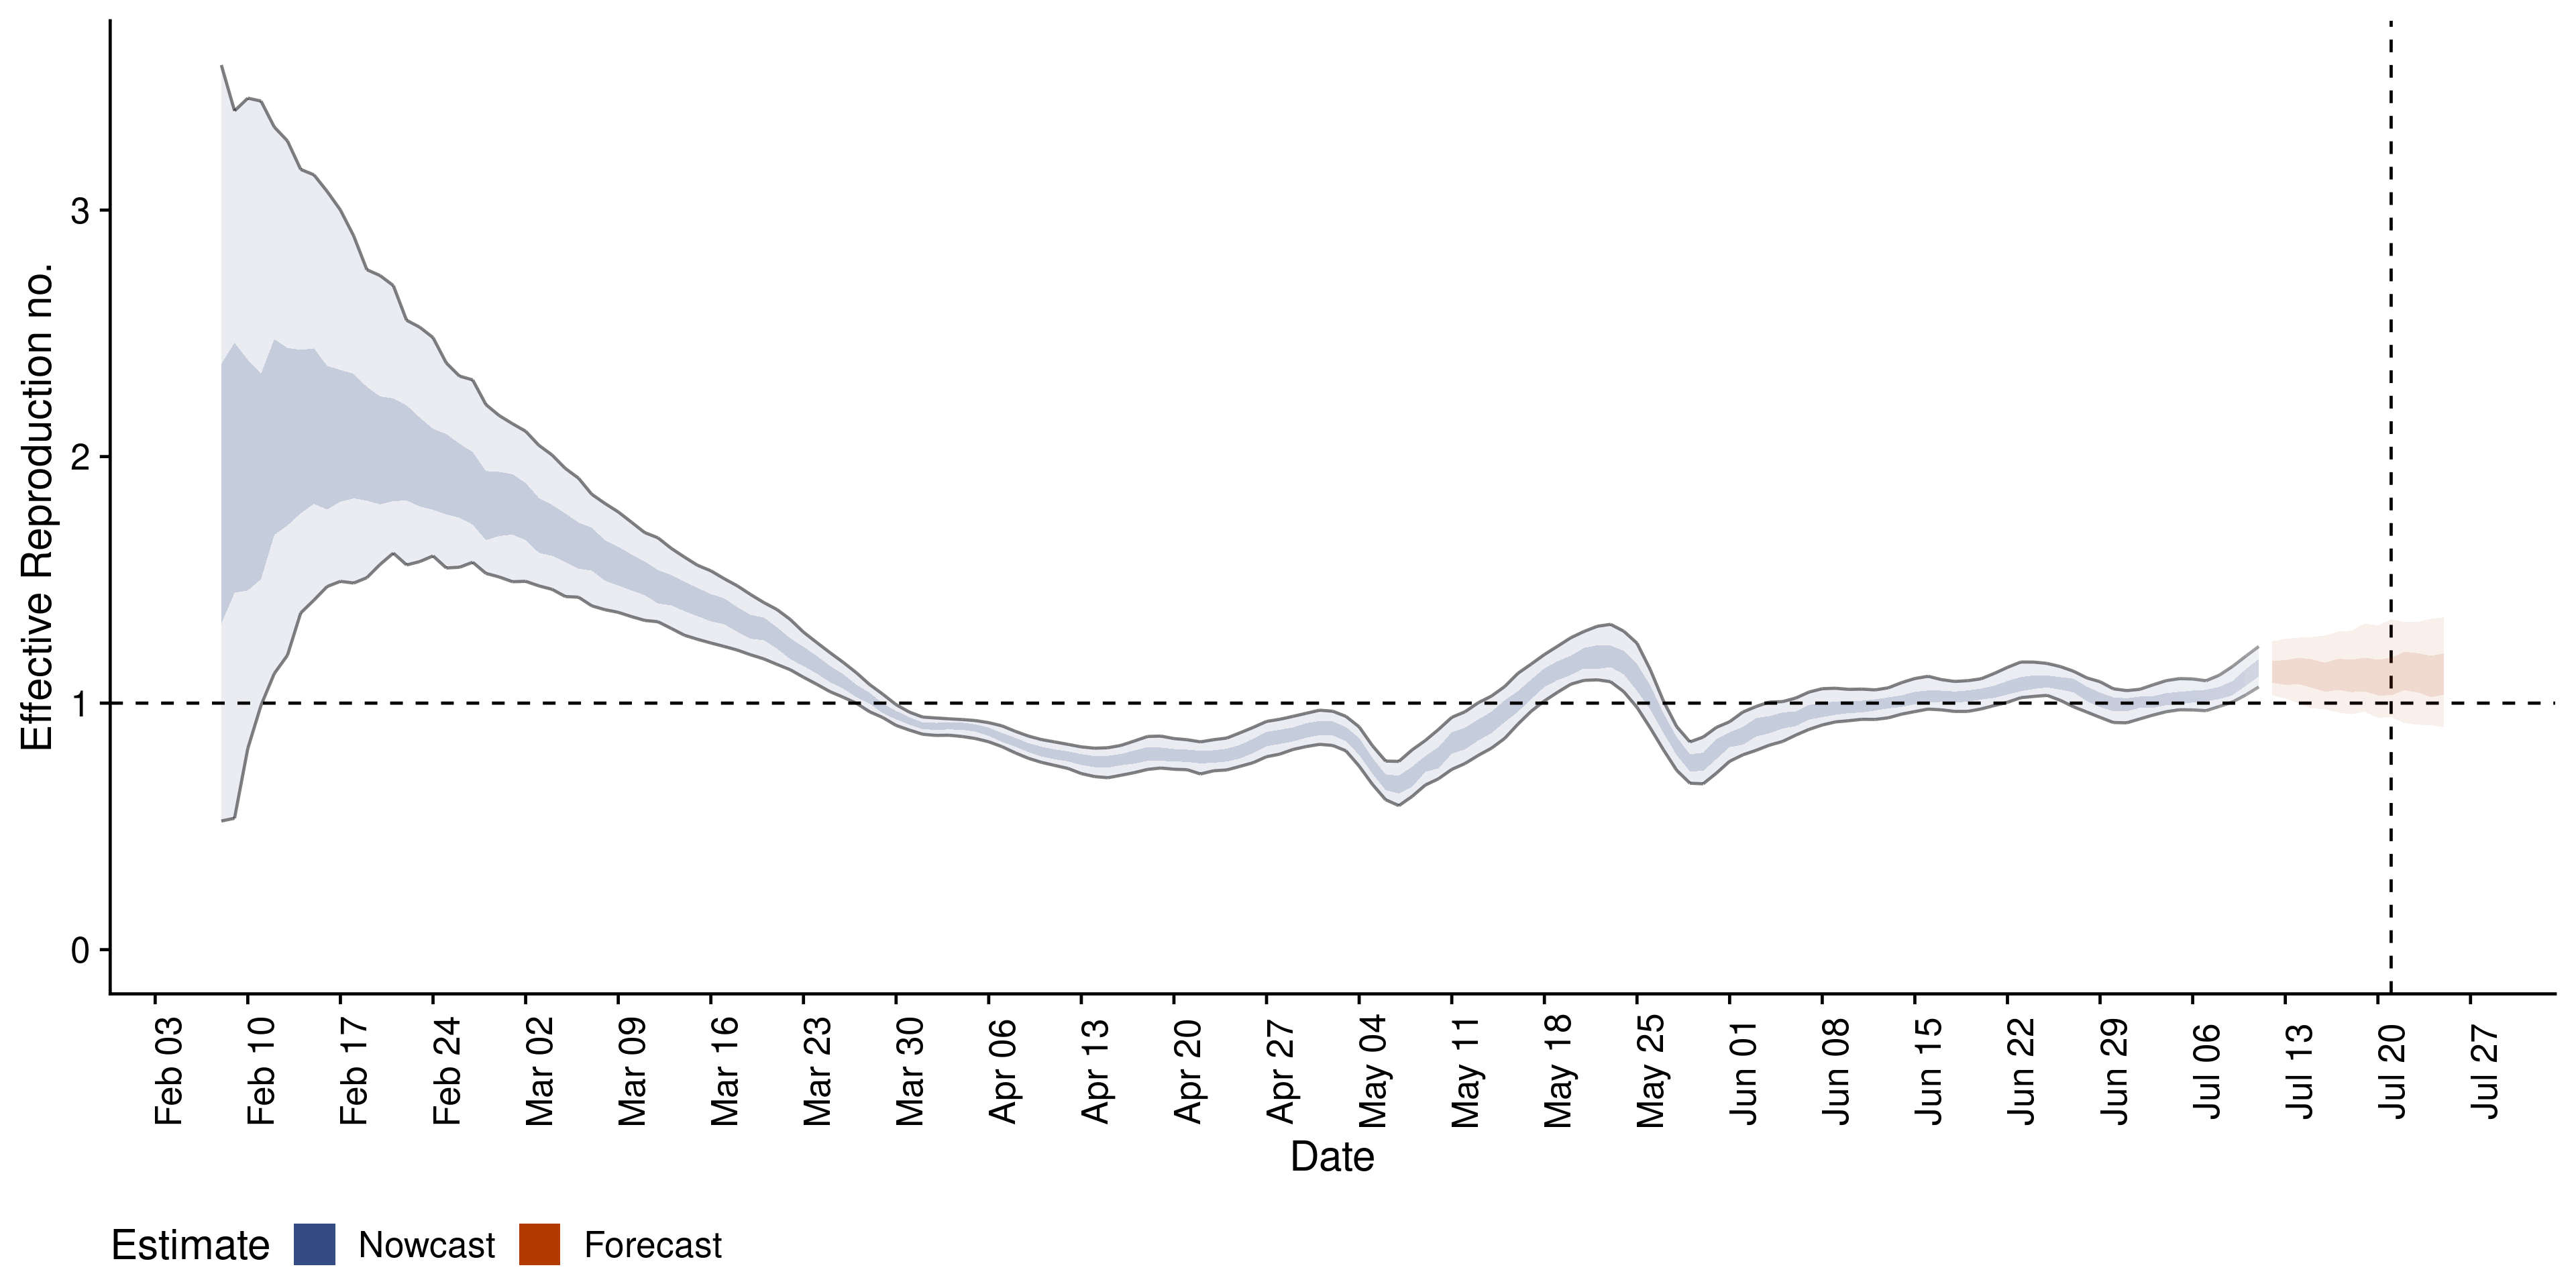 Effective Reproduction no.
3
2
1
0
Feb 03
Feb 10
Feb 17
Feb 24
Mar 02
Mar 09
Mar 16
Mar 23
Mar 30
Apr 06
Apr 13
Apr 20
Apr 27
May 04
May 11
May 18
May 25
Jun 01
Jun 08
Jun 15
Jun 22
Jun 29
Jul 06
Jul 13
Jul 20
Jul 27
Date
Estimate Nowcast Forecast